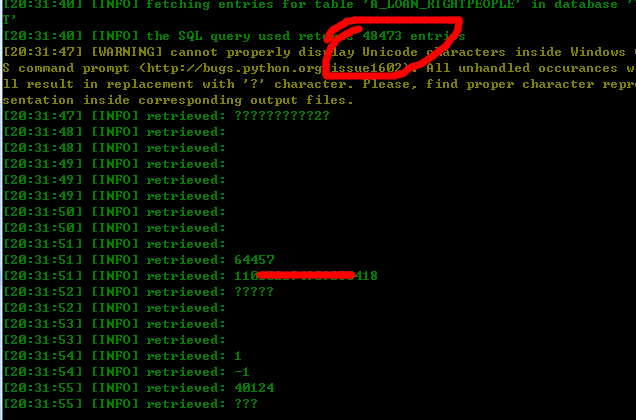 [20:31:40] [INFO] fetching entries for table 'A_LOAN_RIGHTPEOPLE' in database '
T'
[20:31:40] [INFO] the SQL query used 48473 entries
[20:31:47] [WARNING] cannot properly display Unicode characters inside Windows
S command prompt (http://bugs.python.org/issue1602). All unhandled occurances w
ll result in replacement with '?' character. Please, find proper character repre
sentation inside corresponding output files.
[20:31:47] [INFO] retrieved: ??????????2?
[20:31:48] [INFO] retrieved:
[20:31:48] [INFO] retrieved:
[20:31:49] [INFO] retrieved:
[20:31:49] [INFO] retrieved:
[20:31:49] [INFO] retrieved:
[20:31:50] [INFO] retrieved:
[20:31:50] [INFO] retrieved:
[20:31:51] [INFO] retrieved:
[20:31:51] [INFO] retrieved: 64457
[20:31:51] [INFO] retrieved: 110 418
[20:31:52] [INFO] retrieved: ?????
[20:31:52] [INFO] retrieved:
[20:31:53] [INFO] retrieved:
[20:31:53] [INFO] retrieved:
[20:31:54] [INFO] retrieved: 1
[20:31:54] [INFO] retrieved: -1
[20:31:55] [INFO] retrieved: 40124
[20:31:55] [INFO] retrieved: ???